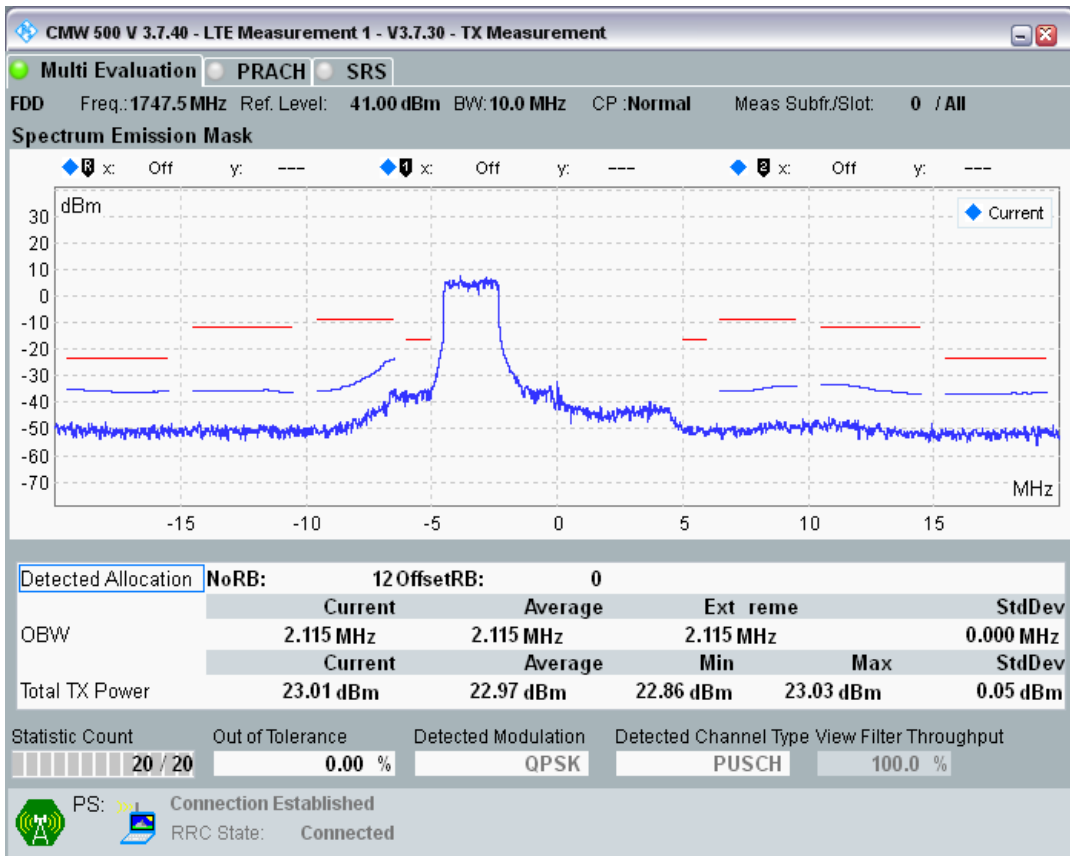 CMW 500 V 3.7.40 - LTE Measurement 1 - V3.7.30 - TX Measurement
Multi Evaluation PRACH SRS
FDD Freq.: 1747.5 MHz Ref. Level: 41.00 dBm BW: 10.0 MHz CP : Normal Meas Subfr./Slot: 0 / All
Spectrum Emission Mask
R x: Off y: --- 1 x: Off y: --- 2 x: Off y: ---
dBm
Current
30
20
10
0
-10
-20
-30
-40
-50
-60
-70
MHz
-15 -10 -5 0 5 10 15
Detected Allocation NoRB: 12 OffsetRB: 0
Current Average Ext reme StdDev
OBW 2.115 MHz 2.115 MHz 2.115 MHz 0.000 MHz
Current Average Min Max StdDev
Total TX Power 23.01 dBm 22.97 dBm 22.86 dBm 23.03 dBm 0.05 dBm
Statistic Count Out of Tolerance Detected Modulation Detected Channel Type View Filter Throughput
20 / 20 0.00 % QPSK PUSCH 100.0 %
PS: Connection Established
RRC State: Connected